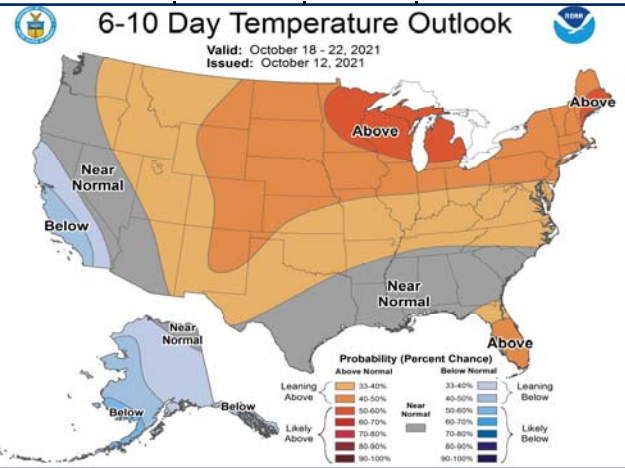 6-10 Day Temperature Outlook
Valid: October 18 - 22, 2021
Issued: October 12, 2021
NOAA
Above
Above
Near
Normal
Below
Near
Normal
Above
Near
Normal
Below
Below
Probability (Percent Chance)
Above Normal
Below Normal
Leaning
Above
33-40%
40-50%
50-60%
60-70%
70-80%
80-90%
90-100%
Likely
Above
Near
Normal
33-40%
40-50%
50-60%
60-70%
70-80%
80-90%
90-100%
Leaning
Below
Likely
Below